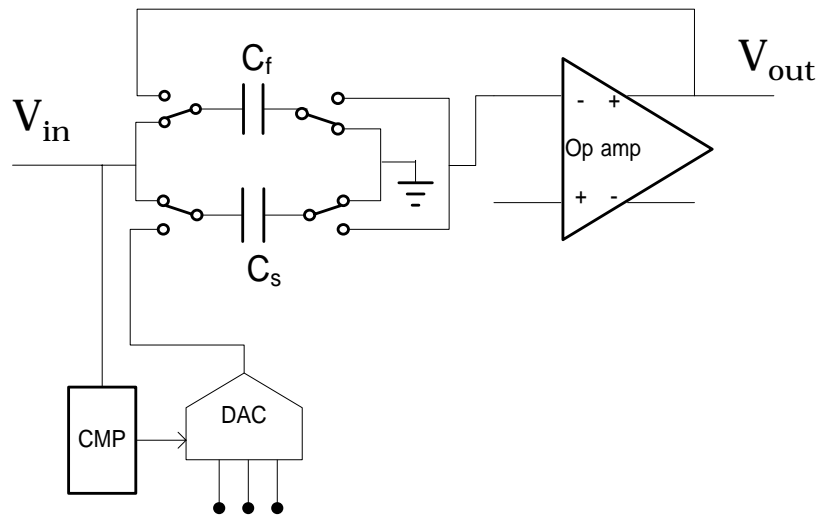 C_f
V_out
V_in
- +
Op amp
+ -
C_s
DAC
CMP